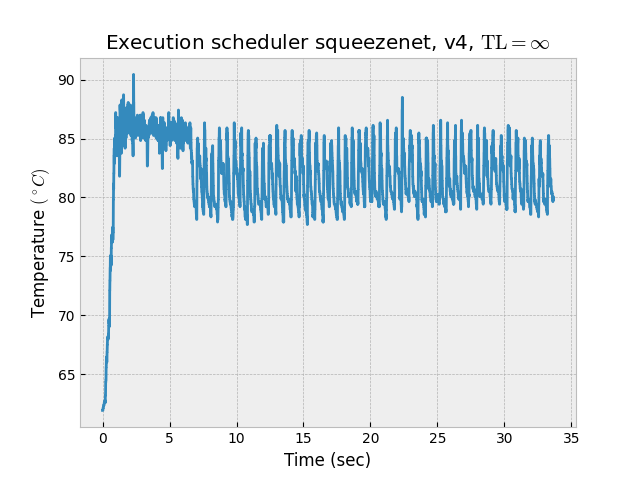 Execution scheduler squeezenet, v4, TL = ∞
Temperature (°C)
90
85
80
75
70
65
0 5 10 15 20 25 30 35
Time (sec)